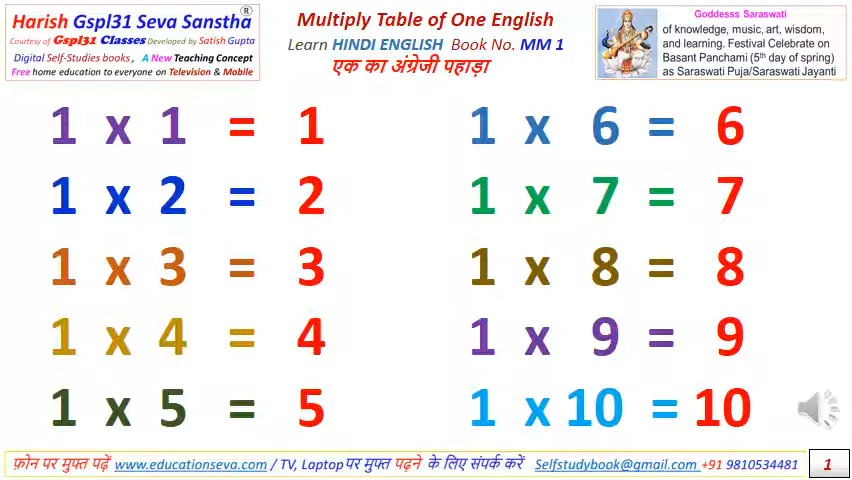 Harish Gspl31 Seva Sanstha®
Courtesy of Gspl31 Classes Developed by Satish Gupta
Digital Self-Studies books, A New Teaching Concept
Free home education to everyone on Television & Mobile
Multiply Table of One English
Learn HINDI ENGLISH Book No. MM 1
एक का अंग्रेजी पहाड़ा
Goddesss Saraswati
of knowledge, music, art, wisdom,
and learning. Festival Celebrate on
Basant Panchami (5th day of spring)
as Saraswati Puja/Saraswati Jayanti
1 x 1 = 1
1 x 2 = 2
1 x 3 = 3
1 x 4 = 4
1 x 5 = 5
1 x 6 = 6
1 x 7 = 7
1 x 8 = 8
1 x 9 = 9
1 x 10 = 10
फ़ोन पर मुफ्त पढ़ें www.educationseva.com / TV, Laptop पर मुफ्त पढ़ने के लिए संपर्क करें Selfstudybook@gmail.com +91 9810534481
1